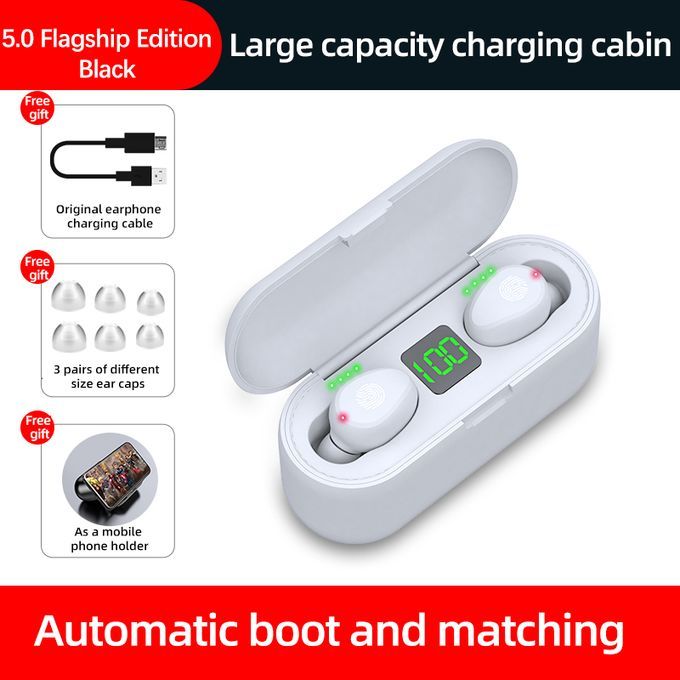 5.0 Flagship Edition
Black
Large capacity charging cabin
Free
gift
Original earphone
charging cable
Free
gift
3 pairs of different
size ear caps
Free
gift
As a mobile
phone holder
100
Automatic boot and matching